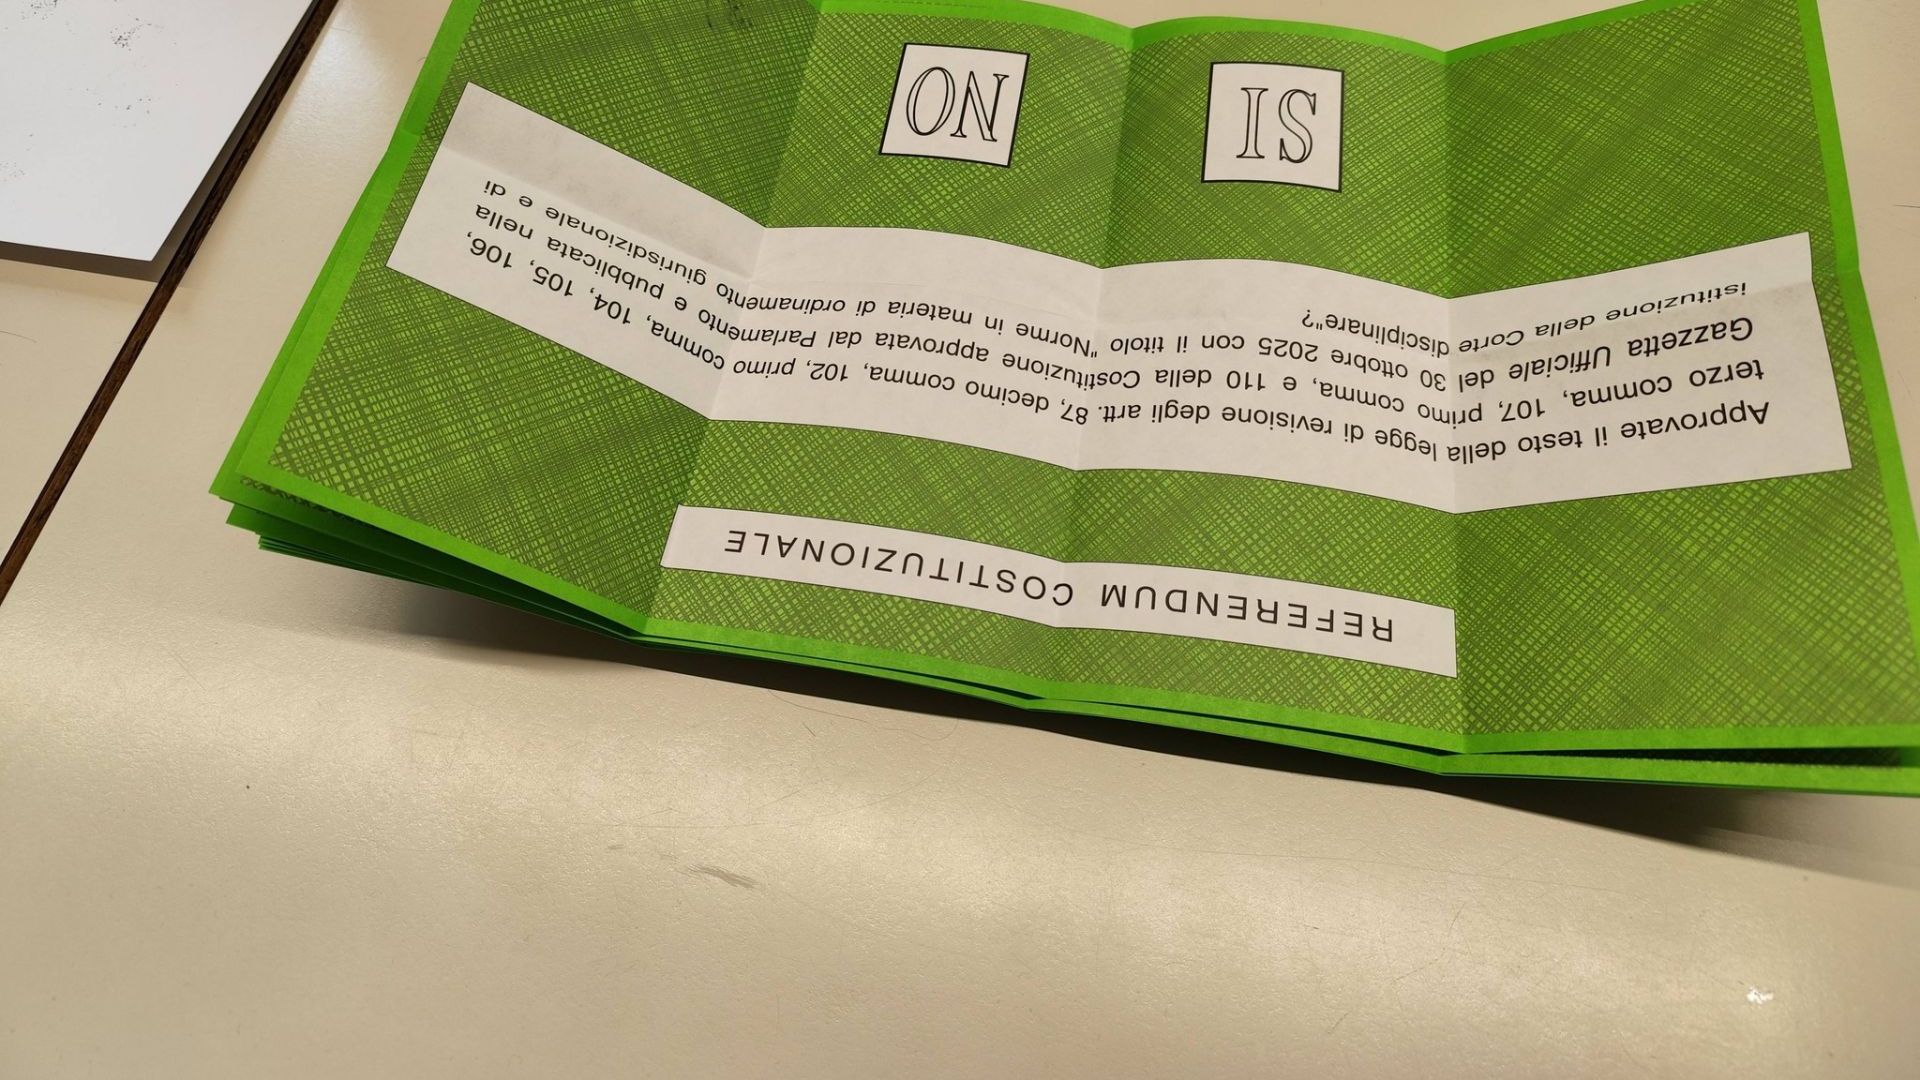 REFERENDUM COSTITUZIONALE
Approvate il testo della legge di revisione degli artt. 87, decimo comma, 102, primo comma, 104, 105, 106,
terzo comma, 107, primo comma, e 110 della Costituzione approvata dal Parlamento e pubblicata nella
Gazzetta Ufficiale del 30 ottobre 2025 con il titolo "Norme in materia di ordinamento giurisdizionale e di
istituzione della Corte disciplinare"?
SI
NO